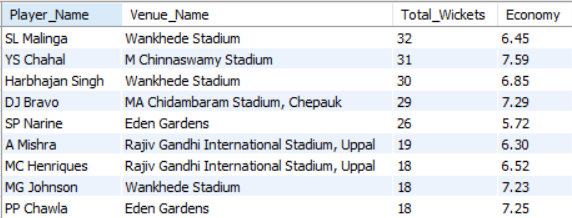 Player_Name Venue_Name Total_Wickets Economy
SL Malinga Wankhede Stadium 32 6.45
YS Chahal M Chinnaswamy Stadium 31 7.59
Harbhajan Singh Wankhede Stadium 30 6.85
DJ Bravo MA Chidambaram Stadium, Chepauk 29 7.29
SP Narine Eden Gardens 26 5.72
A Mishra Rajiv Gandhi International Stadium, Uppal 19 6.30
MC Henriques Rajiv Gandhi International Stadium, Uppal 18 6.52
MG Johnson Wankhede Stadium 18 7.23
PP Chawla Eden Gardens 18 7.25